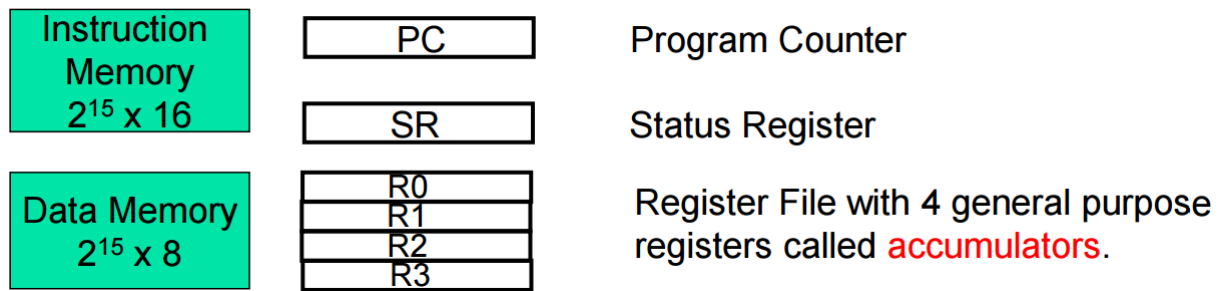 Instruction
Memory
2¹⁵ x 16
PC
Program Counter
SR
Status Register
Data Memory
2¹⁵ x 8
R0
R1
R2
R3
Register File with 4 general purpose
registers called accumulators.